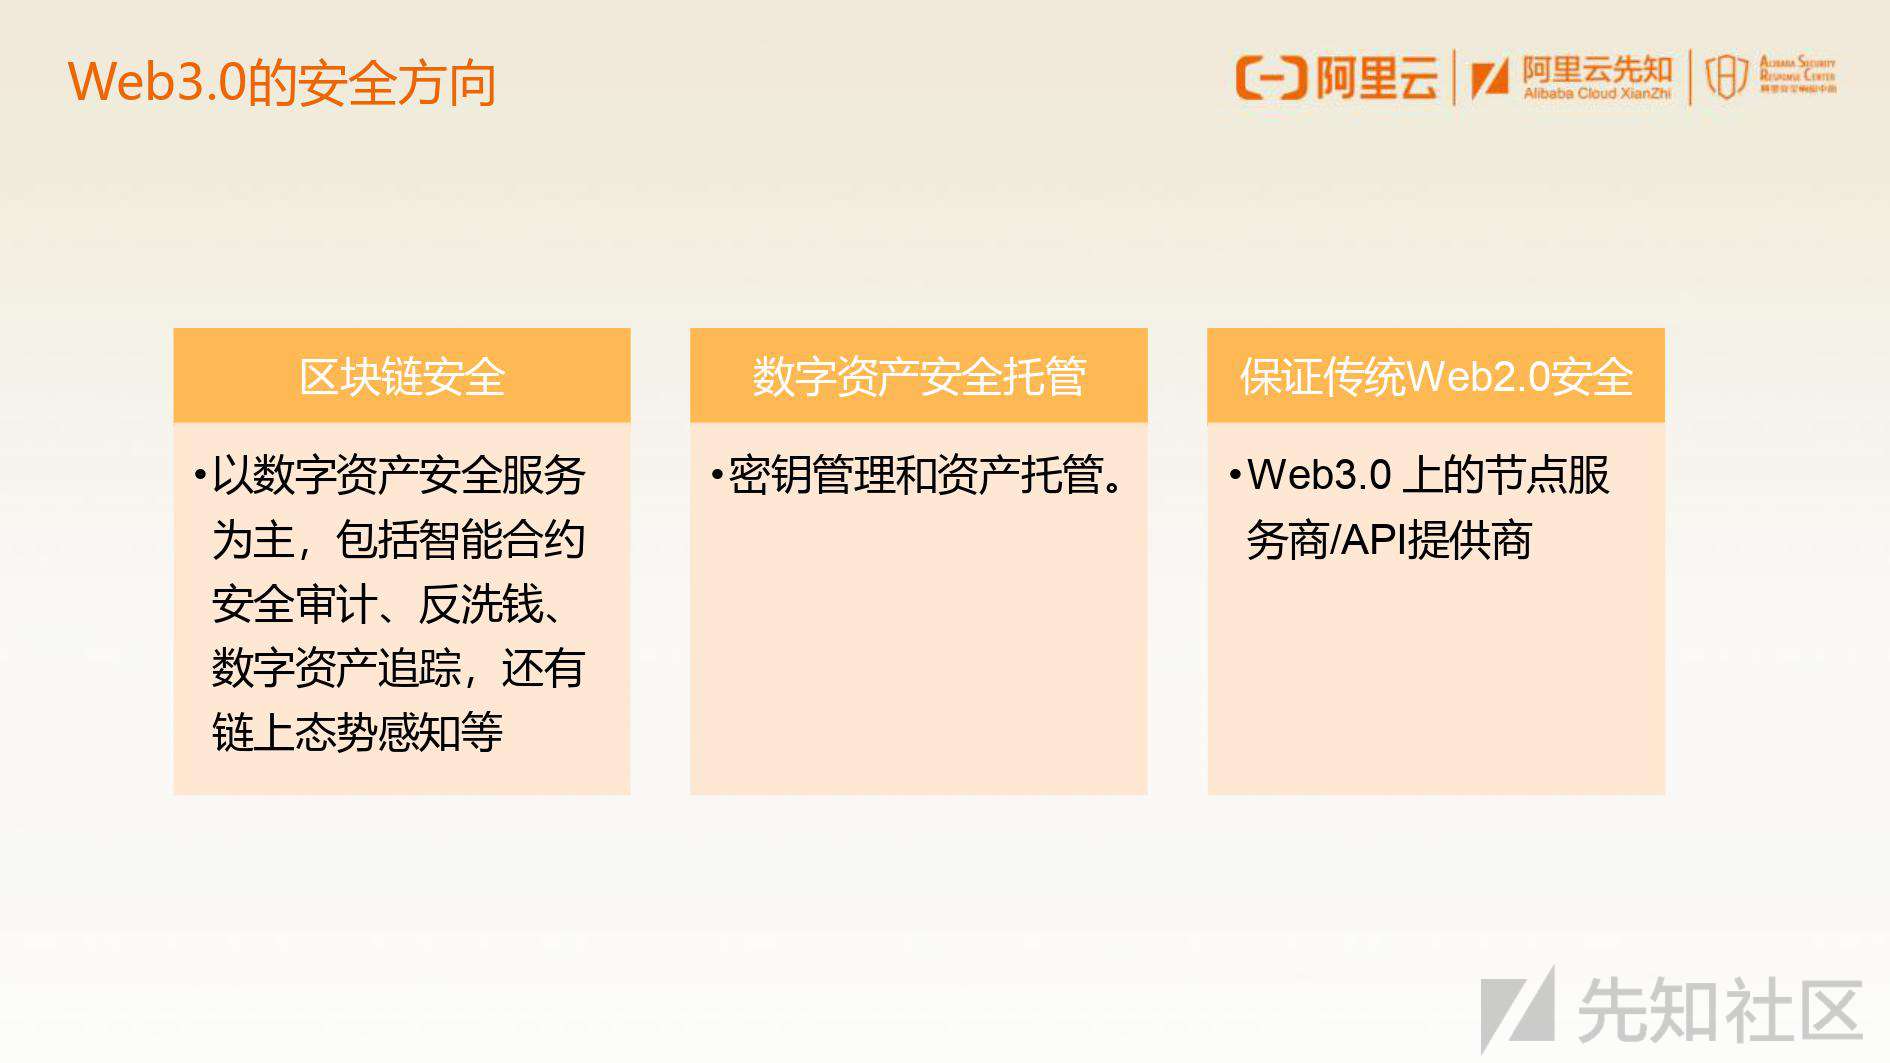 Web3.0的安全方向
阿里云
阿里云先知
Alibaba Cloud XianZhi
ALIBABA SECURITY
RESPONSE CENTER
区块链安全
•以数字资产安全服务
为主，包括智能合约
安全审计、反洗钱、
数字资产追踪，还有
链上态势感知等
数字资产安全托管
•密钥管理和资产托管。
保证传统Web2.0安全
•Web3.0 上的节点服
务商/API提供商
先知社区